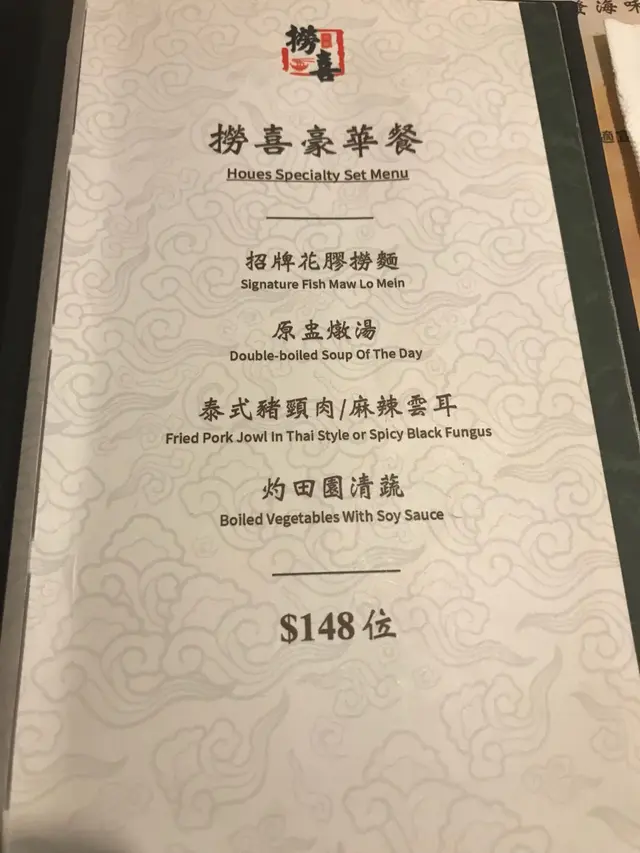 撈喜
撈喜豪華餐
Houes Specialty Set Menu
招牌花膠撈麵
Signature Fish Maw Lo Mein
原盅燉湯
Double-boiled Soup Of The Day
泰式豬頸肉/麻辣雲耳
Fried Pork Jowl In Thai Style or Spicy Black Fungus
灼田園清蔬
Boiled Vegetables With Soy Sauce
$148位
海味